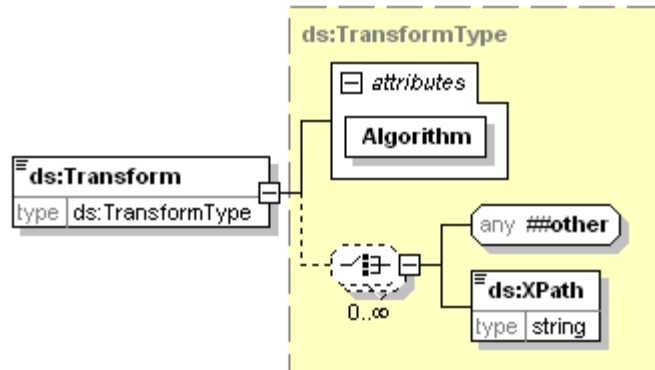 ds:TransformType
attributes
Algorithm
ds:Transform
type ds:TransformType
any ##other
0..∞
ds:XPath
type string